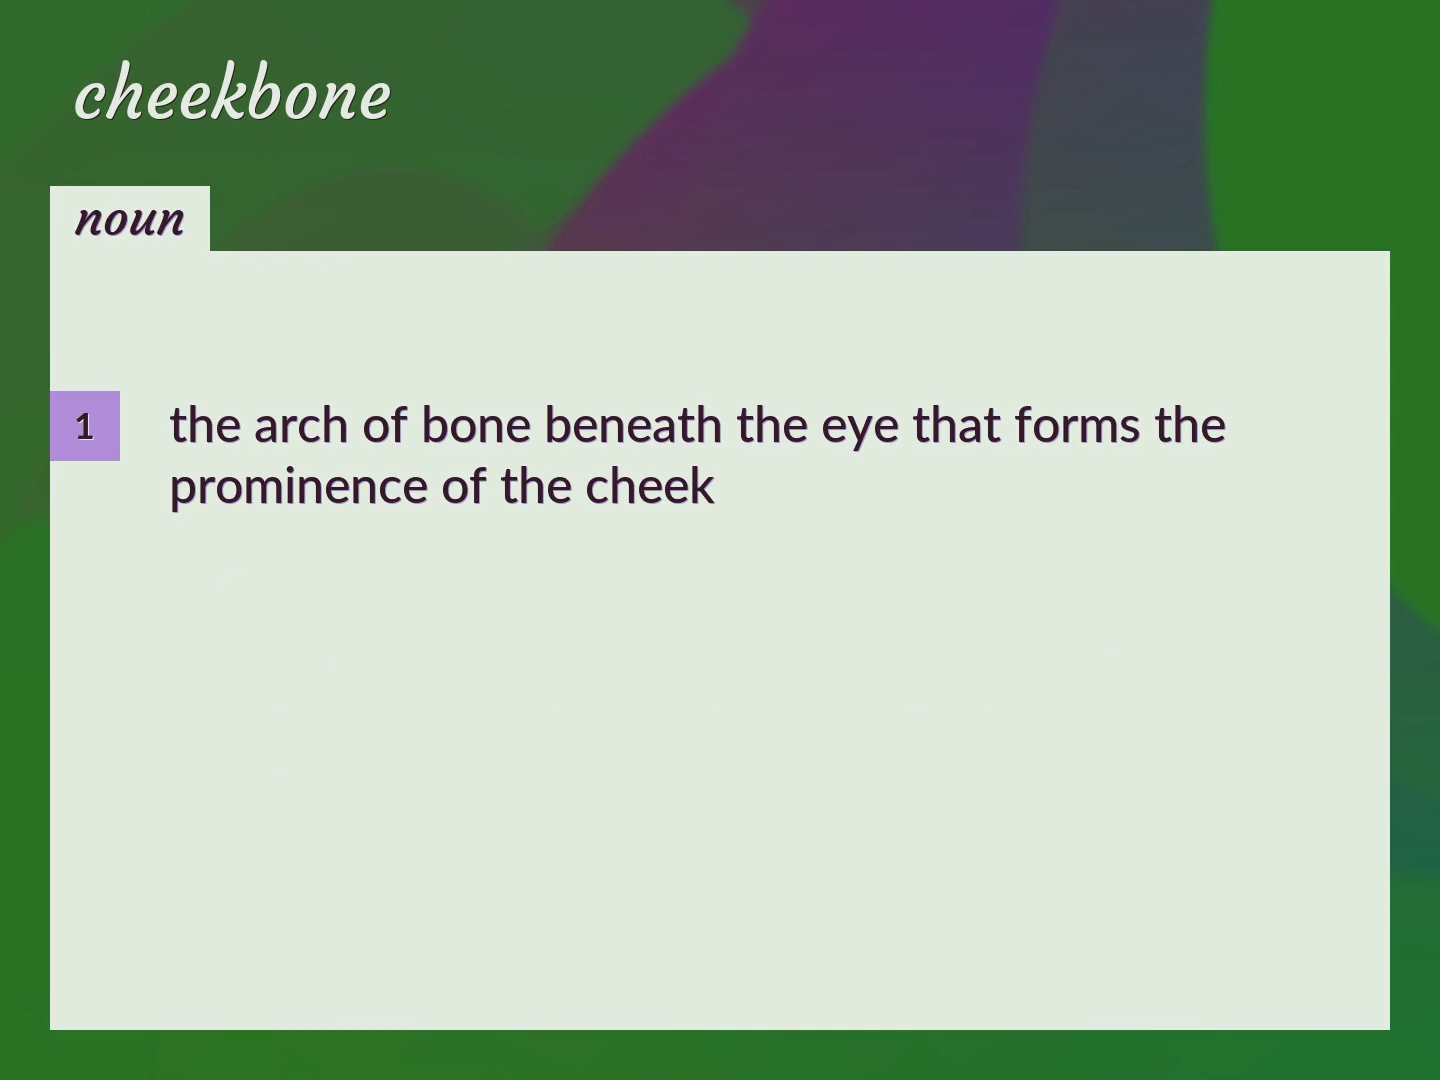 cheekbone
noun
1
the arch of bone beneath the eye that forms the
prominence of the cheek